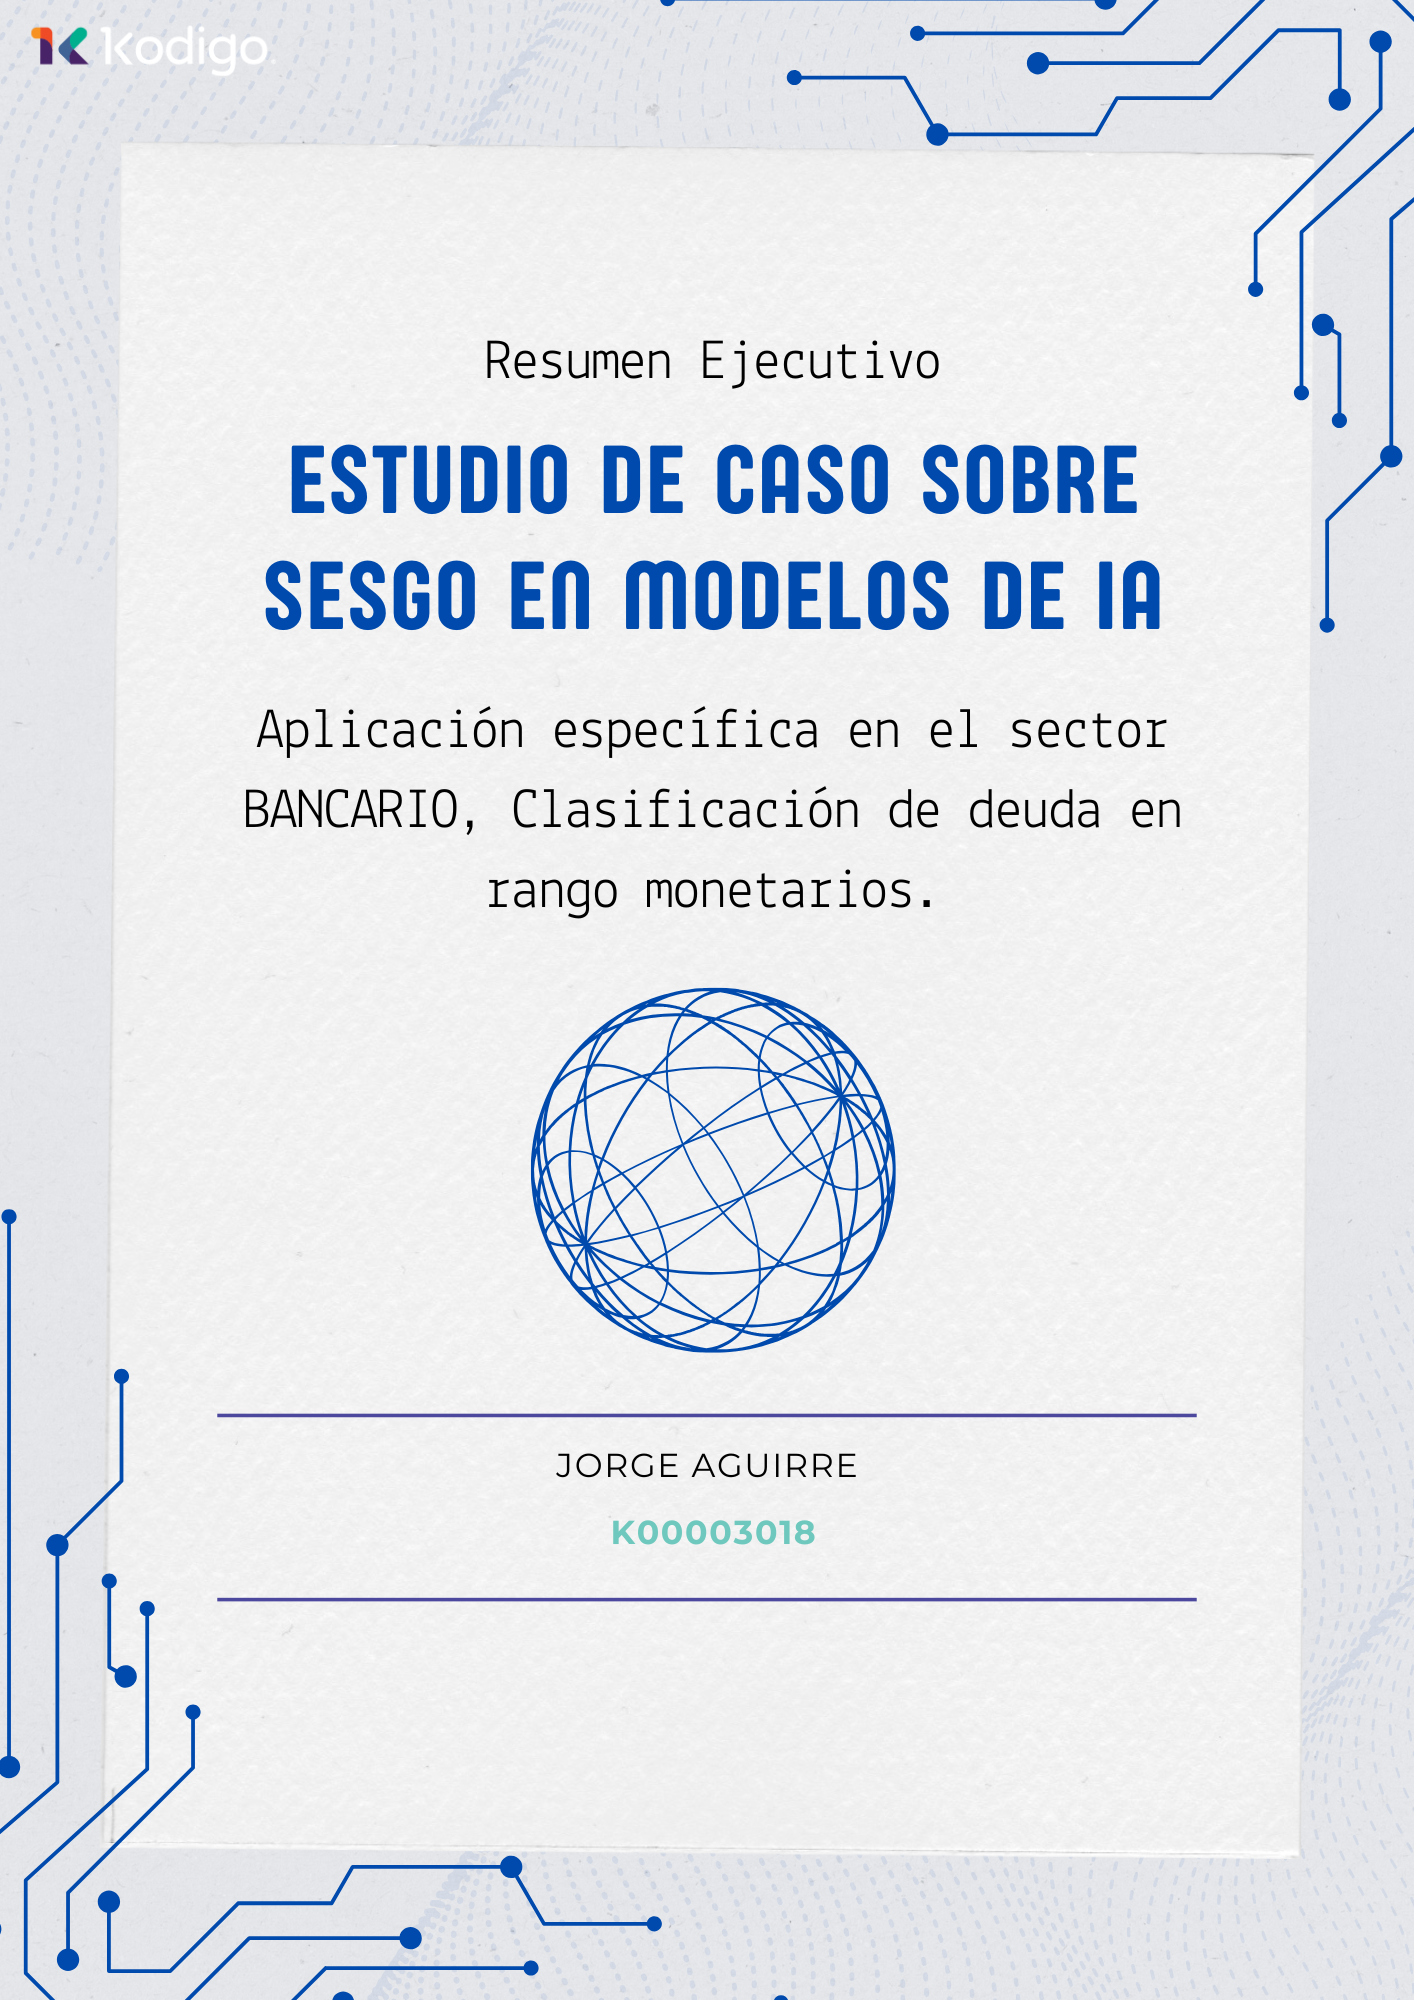 Kodigo.
Resumen Ejecutivo
ESTUDIO DE CASO SOBRE
SESGO EN MODELOS DE IA
Aplicación específica en el sector
BANCARIO, Clasificación de deuda en
rango monetarios.
JORGE AGUIRRE
K00003018